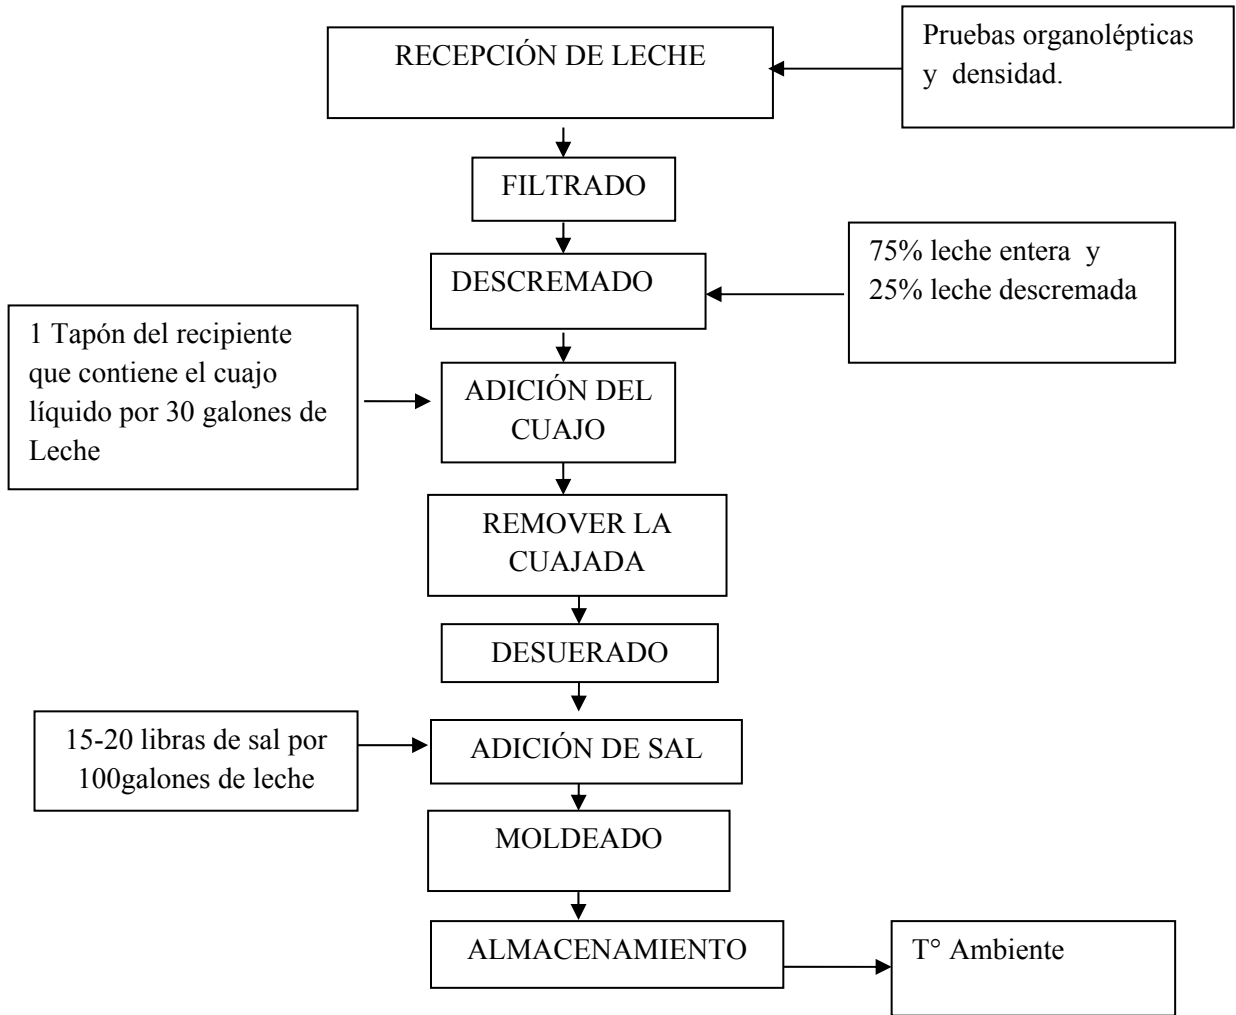 RECEPCIÓN DE LECHE
Pruebas organolépticas
y densidad.
FILTRADO
DESCREMADO
75% leche entera y
25% leche descremada
1 Tapón del recipiente
que contiene el cuajo
líquido por 30 galones de
Leche
ADICIÓN DEL
CUAJO
REMOVER LA
CUAJADA
DESUERADO
15-20 libras de sal por
100galones de leche
ADICIÓN DE SAL
MOLDEADO
ALMACENAMIENTO
T° Ambiente